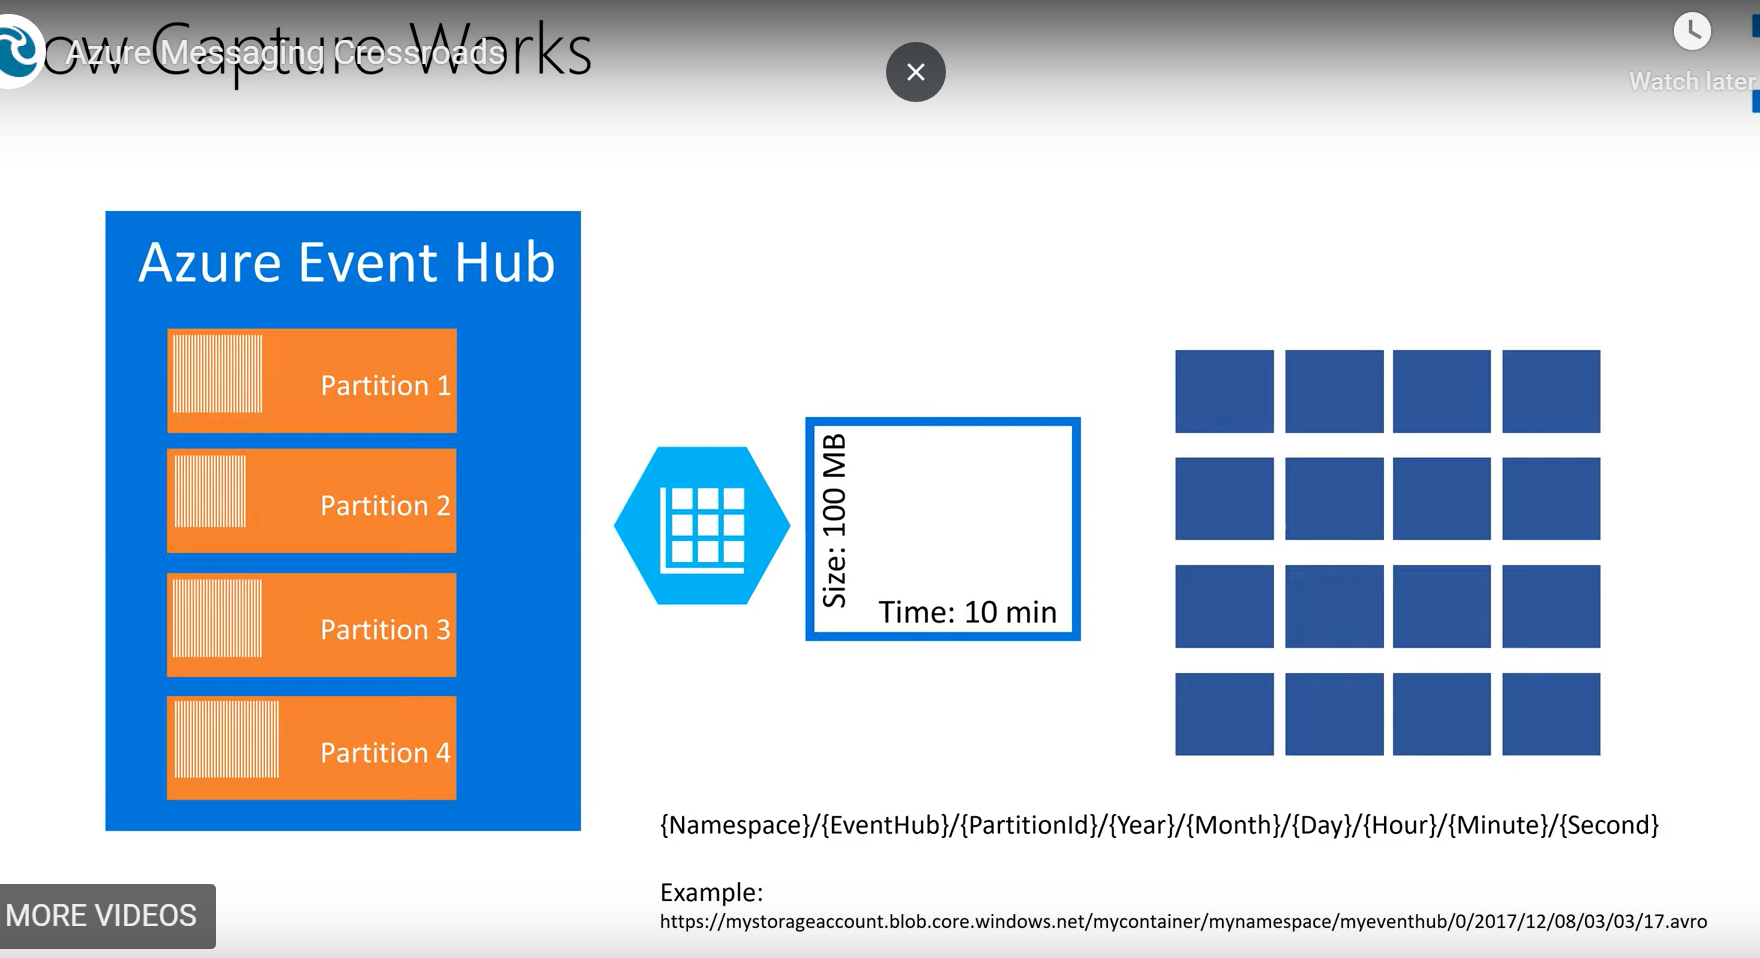 ow Capture Works
Azure Messaging Crossroads
Watch later
Azure Event Hub
Partition 1
Partition 2
Partition 3
Partition 4
Size: 100 MB
Time: 10 min
{Namespace}/{EventHub}/{PartitionId}/{Year}/{Month}/{Day}/{Hour}/{Minute}/{Second}
Example:
https://mystorageaccount.blob.core.windows.net/mycontainer/mynamespace/myeventhub/0/2017/12/08/03/03/17.avro
MORE VIDEOS